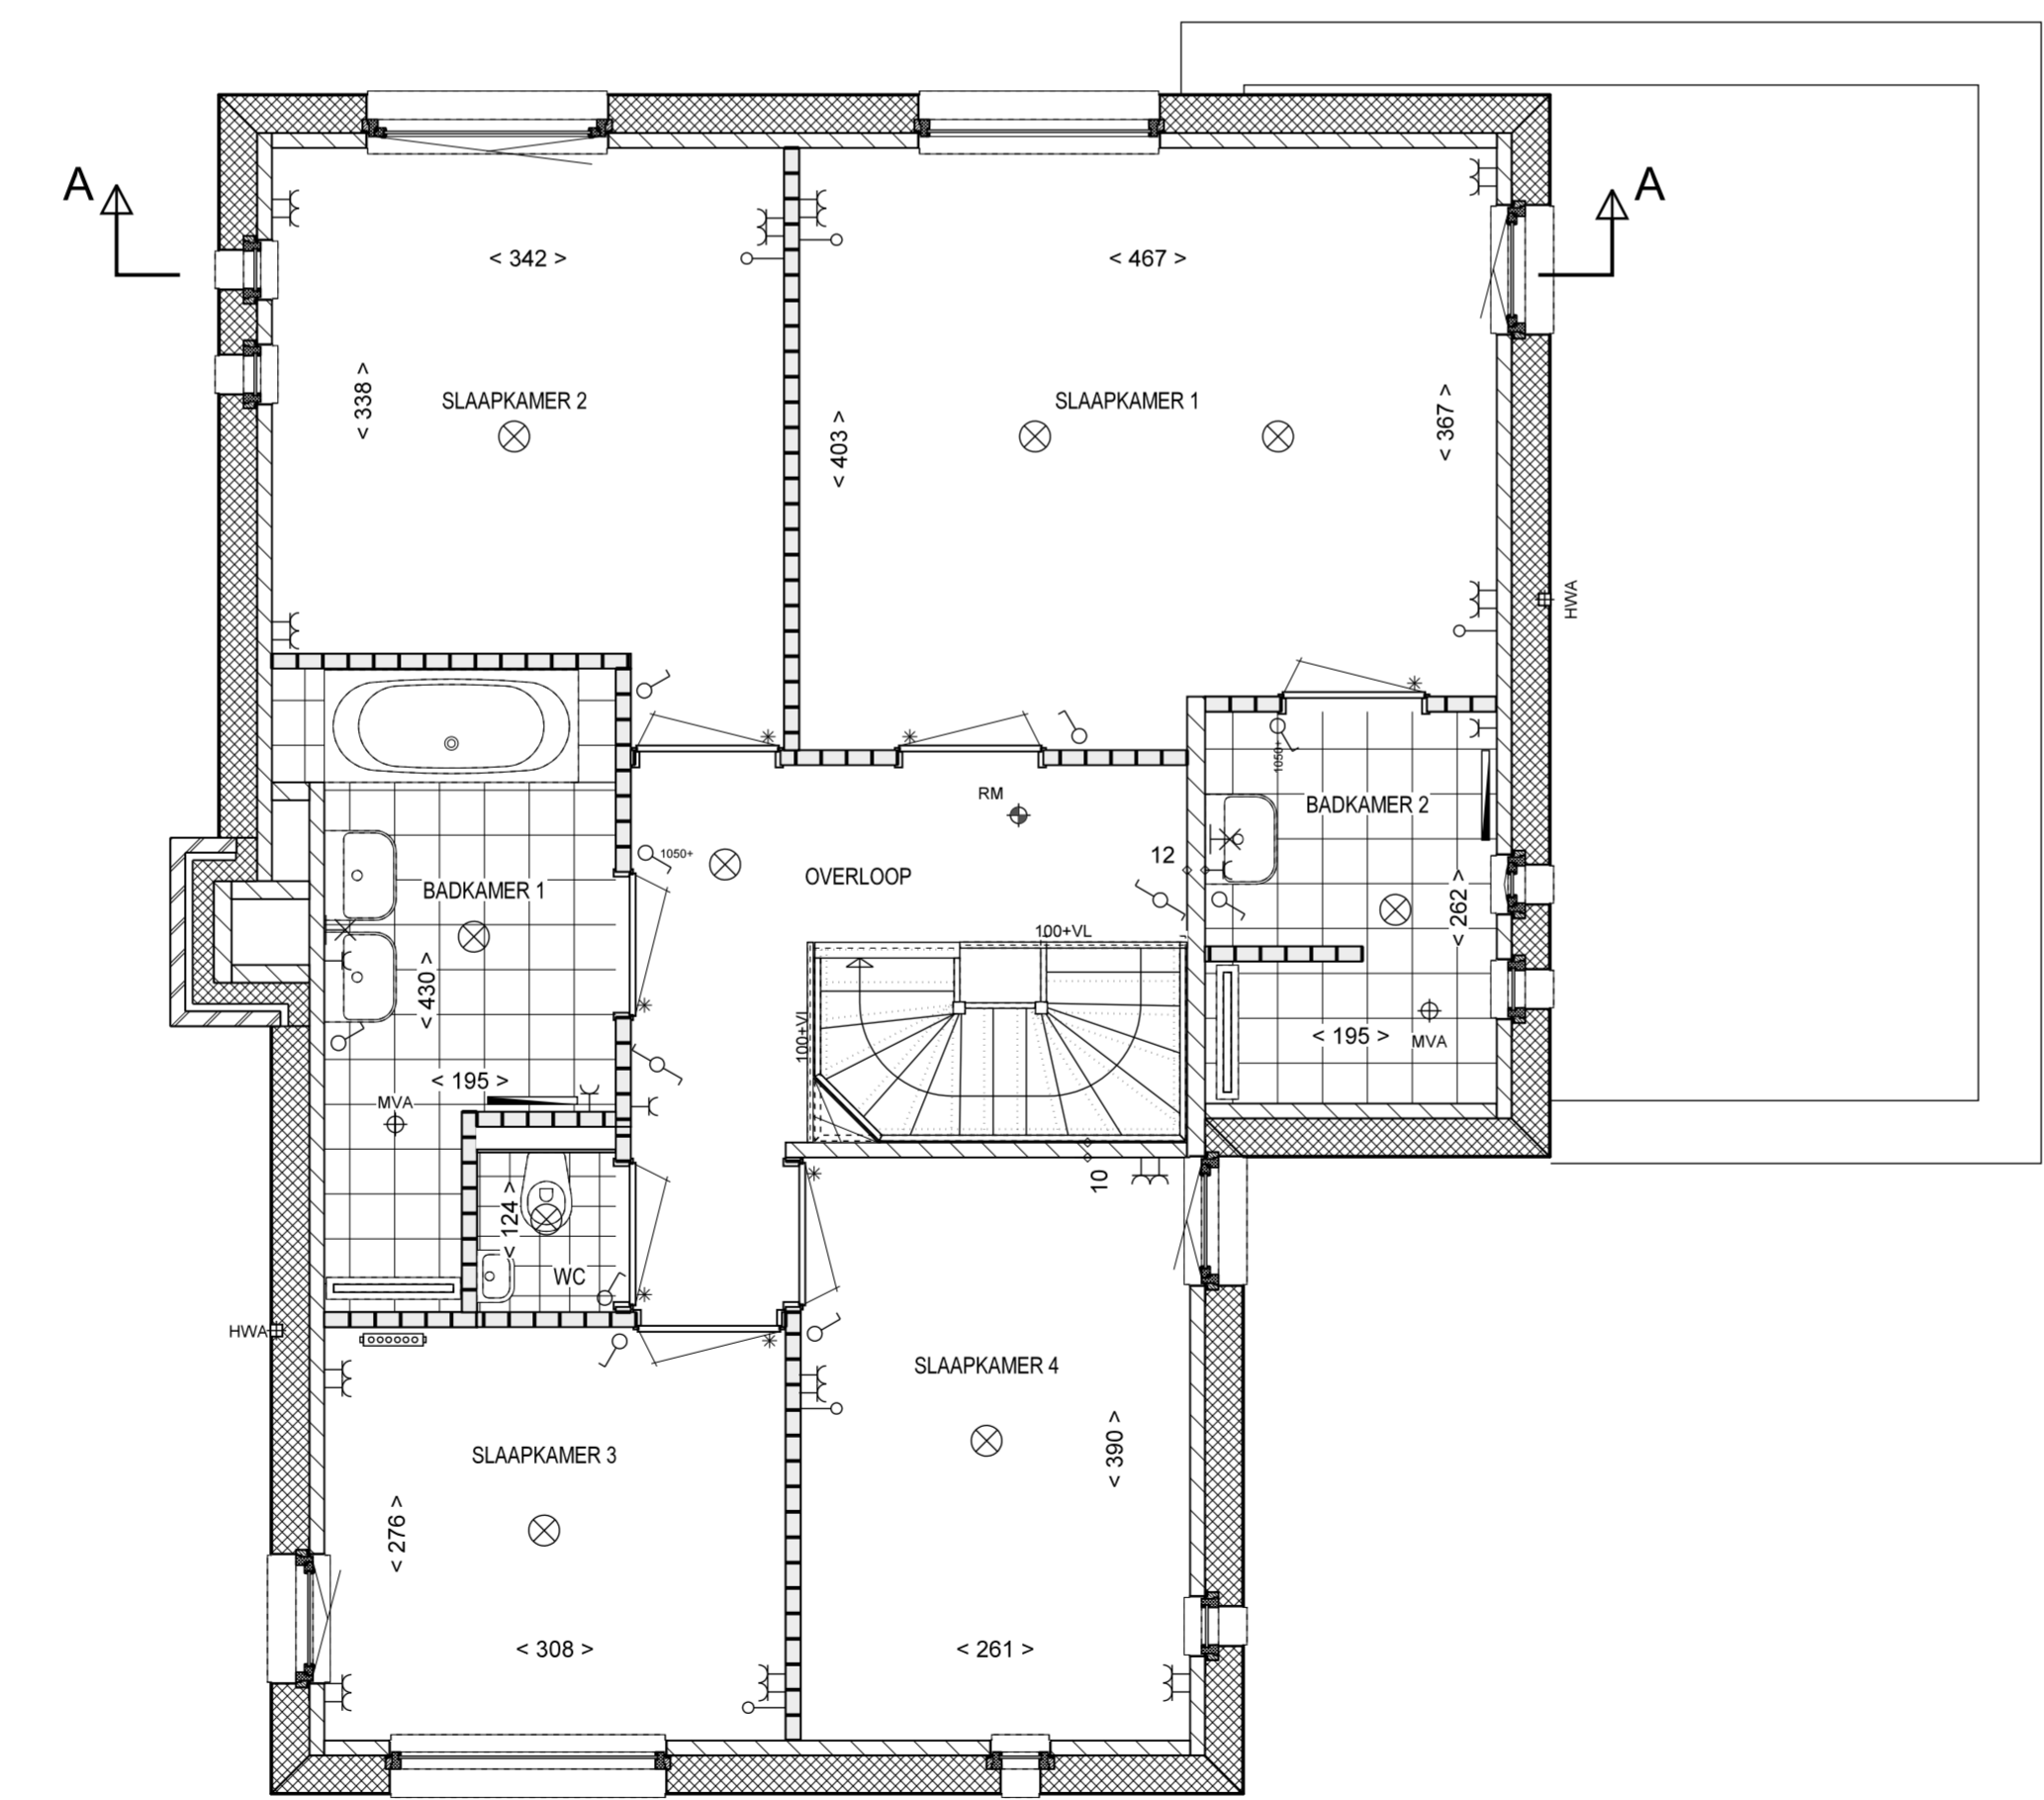 A
A
< 342 >
< 467 >
< 338 >
SLAAPKAMER 2
SLAAPKAMER 1
< 403 >
< 367 >
HWA
RM
1050+
BADKAMER 2
1050+
12
OVERLOOP
BADKAMER 1
< 262 >
100+VL
< 430 >
100+VL
< 195 >
MVA
< 195 >
MVA
10
< 124 >
WC
HWA
SLAAPKAMER 4
SLAAPKAMER 3
< 390 >
< 276 >
< 308 >
< 261 >